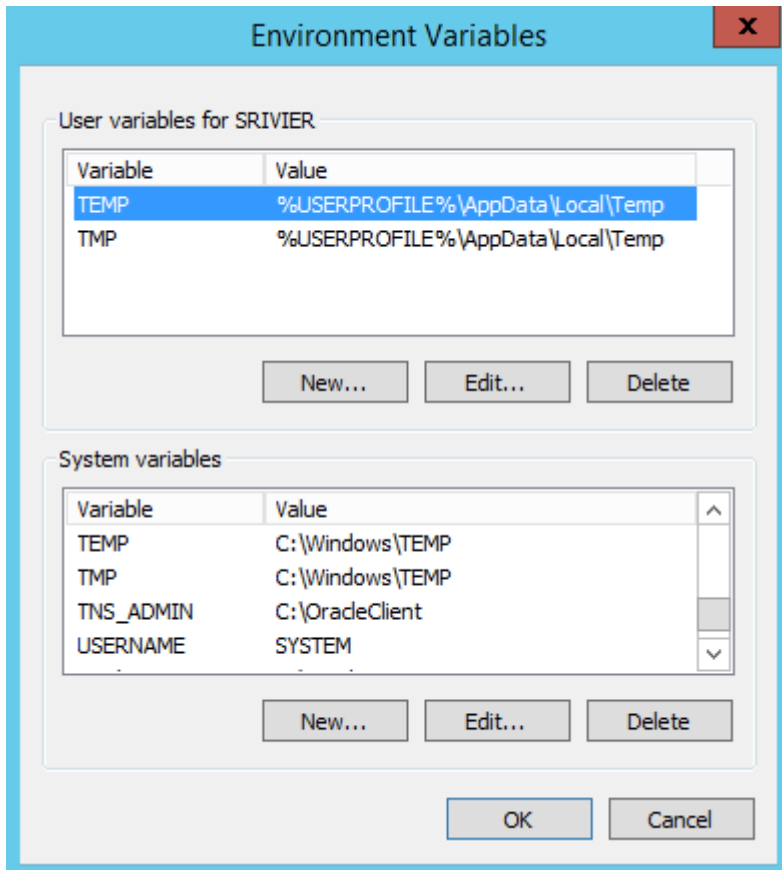 Environment Variables
x
User variables for SRIVIER
Variable Value
TEMP %USERPROFILE%\AppData\Local\Temp
TMP %USERPROFILE%\AppData\Local\Temp
New... Edit... Delete
System variables
Variable Value
TEMP C:\Windows\TEMP
TMP C:\Windows\TEMP
TNS_ADMIN C:\OracleClient
USERNAME SYSTEM
New... Edit... Delete
OK Cancel